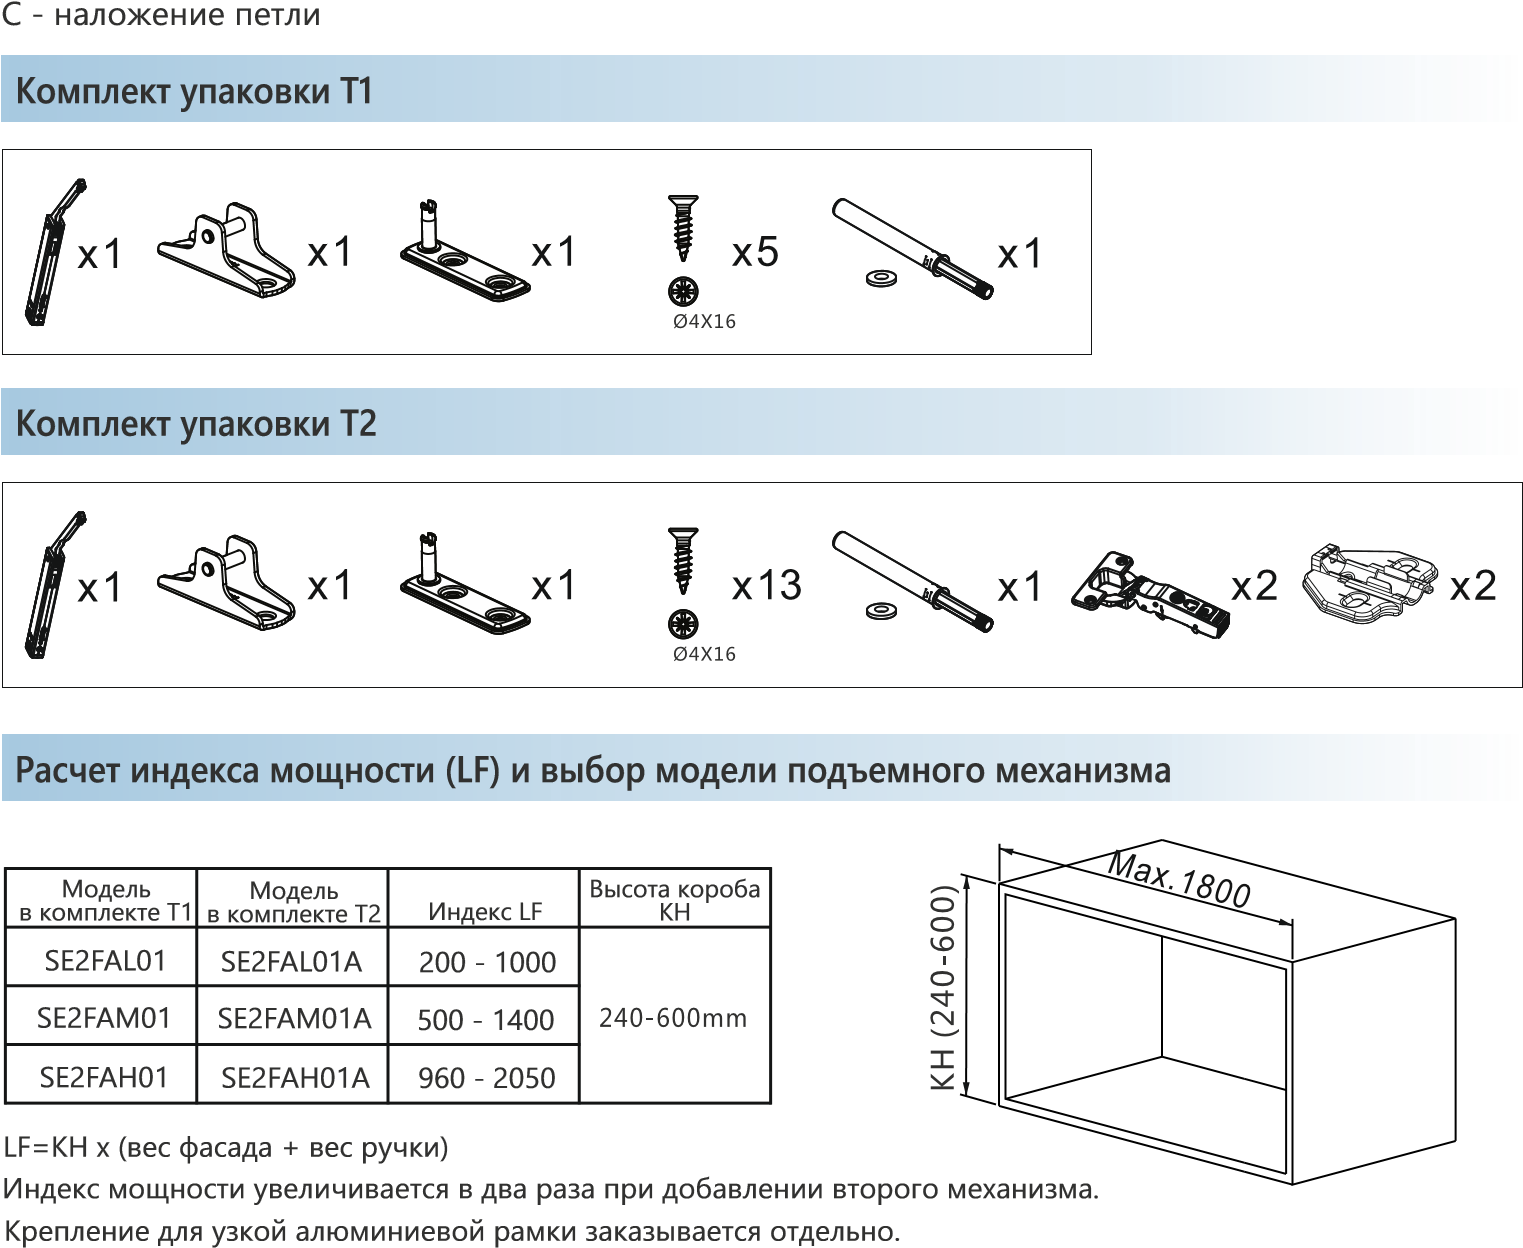 С - наложение петли
Комплект упаковки T1
x1 x1 x1 x5 x1
Ø4X16
Комплект упаковки T2
x1 x1 x1 x13 x1 x2 x2
Ø4X16
Расчет индекса мощности (LF) и выбор модели подъемного механизма
Модель в комплекте T1
Модель в комплекте T2
Индекс LF
Высота короба KH
SE2FAL01 SE2FAL01A 200 - 1000
SE2FAM01 SE2FAM01A 500 - 1400
240-600mm
SE2FAH01 SE2FAH01A 960 - 2050
Max.1800
KH (240-600)
LF=KH x (вес фасада + вес ручки)
Индекс мощности увеличивается в два раза при добавлении второго механизма.
Крепление для узкой алюминиевой рамки заказывается отдельно.